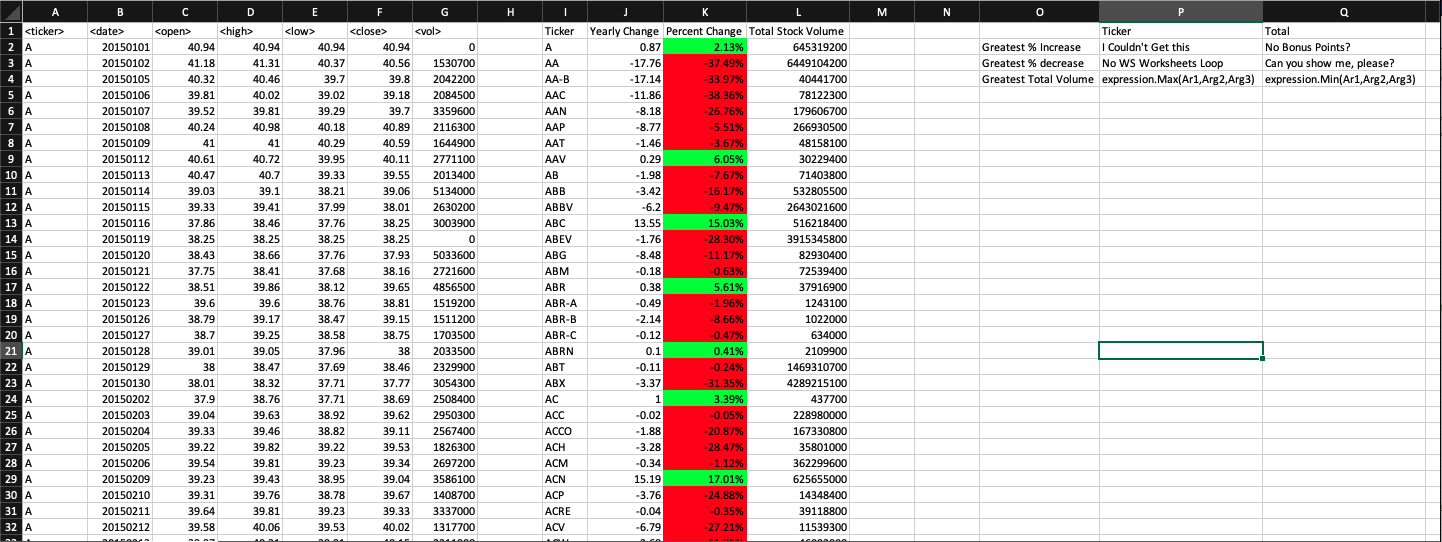 A B C D E F G H I J K L M N O P Q
1 <ticker> <date> <open> <high> <low> <close> <vol> Ticker Yearly Change Percent Change Total Stock Volume Ticker Total
2 A 20150101 40.94 40.94 40.94 40.94 0 A 0.87 2.13% 645319200 Greatest % Increase I Couldn't Get this No Bonus Points?
3 A 20150102 41.18 41.31 40.37 40.56 1530700 AA -17.76 -37.49% 6449104200 Greatest % decrease No WS Worksheets Loop Can you show me, please?
4 A 20150105 40.32 40.46 39.7 39.8 2042200 AA-B -17.14 -33.97% 40441700 Greatest Total Volume expression.Max(Ar1,Arg2,Arg3) expression.Min(Ar1,Arg2,Arg3)
5 A 20150106 39.81 40.02 39.02 39.18 2084500 AAC -11.86 -38.36% 78122300
6 A 20150107 39.52 39.81 39.29 39.7 3359600 AAN -8.18 -26.76% 179606700
7 A 20150108 40.24 40.98 40.18 40.89 2116300 AAP -8.77 -5.51% 266930500
8 A 20150109 41 41 40.29 40.59 1644900 AAT -1.46 -3.67% 48158100
9 A 20150112 40.61 40.72 39.95 40.11 2771100 AAV 0.29 6.05% 30229400
10 A 20150113 40.47 40.7 39.33 39.55 2013400 AB -1.98 -7.67% 71403800
11 A 20150114 39.03 39.1 38.21 39.06 5134000 ABB -3.42 -16.17% 532805500
12 A 20150115 39.33 39.41 37.99 38.01 2630200 ABBV -6.2 -9.47% 2643021600
13 A 20150116 37.86 38.46 37.76 38.25 3003900 ABC 13.55 15.03% 516218400
14 A 20150119 38.25 38.25 38.25 38.25 0 ABEV -1.76 -28.30% 3915345800
15 A 20150120 38.43 38.66 37.76 37.93 5033600 ABG -8.48 -11.17% 82930400
16 A 20150121 37.75 38.41 37.68 38.16 2721600 ABM -0.18 -0.63% 72539400
17 A 20150122 38.51 39.86 38.12 39.65 4856500 ABR 0.38 5.61% 37916900
18 A 20150123 39.6 39.6 38.76 38.81 1519200 ABR-A -0.49 -1.96% 1243100
19 A 20150126 38.79 39.17 38.47 39.15 1511200 ABR-B -2.14 -8.66% 1022000
20 A 20150127 38.7 39.25 38.58 38.75 1703500 ABR-C -0.12 -0.47% 634000
21 A 20150128 39.01 39.05 37.96 38 2033500 ABRN 0.1 0.41% 2109900
22 A 20150129 38 38.47 37.69 38.46 2329900 ABT -0.11 -0.24% 1469310700
23 A 20150130 38.01 38.32 37.71 37.77 3054300 ABX -3.37 -31.35% 4289215100
24 A 20150202 37.9 38.76 37.71 38.69 2508400 AC 1 3.39% 437700
25 A 20150203 39.04 39.63 38.92 39.62 2950300 ACC -0.02 -0.05% 228980000
26 A 20150204 39.33 39.46 38.82 39.11 2567400 ACCO -1.88 -20.87% 167330800
27 A 20150205 39.22 39.82 39.22 39.53 1826300 ACH -3.28 -28.47% 35801000
28 A 20150206 39.54 39.81 39.23 39.34 2697200 ACM -0.34 -1.12% 362299600
29 A 20150209 39.23 39.43 38.95 39.04 3586100 ACN 15.19 17.01% 625655000
30 A 20150210 39.31 39.76 38.78 39.67 1408700 ACP -3.76 -24.88% 14348400
31 A 20150211 39.64 39.81 39.23 39.33 3337000 ACRE -0.04 -0.35% 39118800
32 A 20150212 39.58 40.06 39.53 40.02 1317700 ACV -6.79 -27.21% 11539300